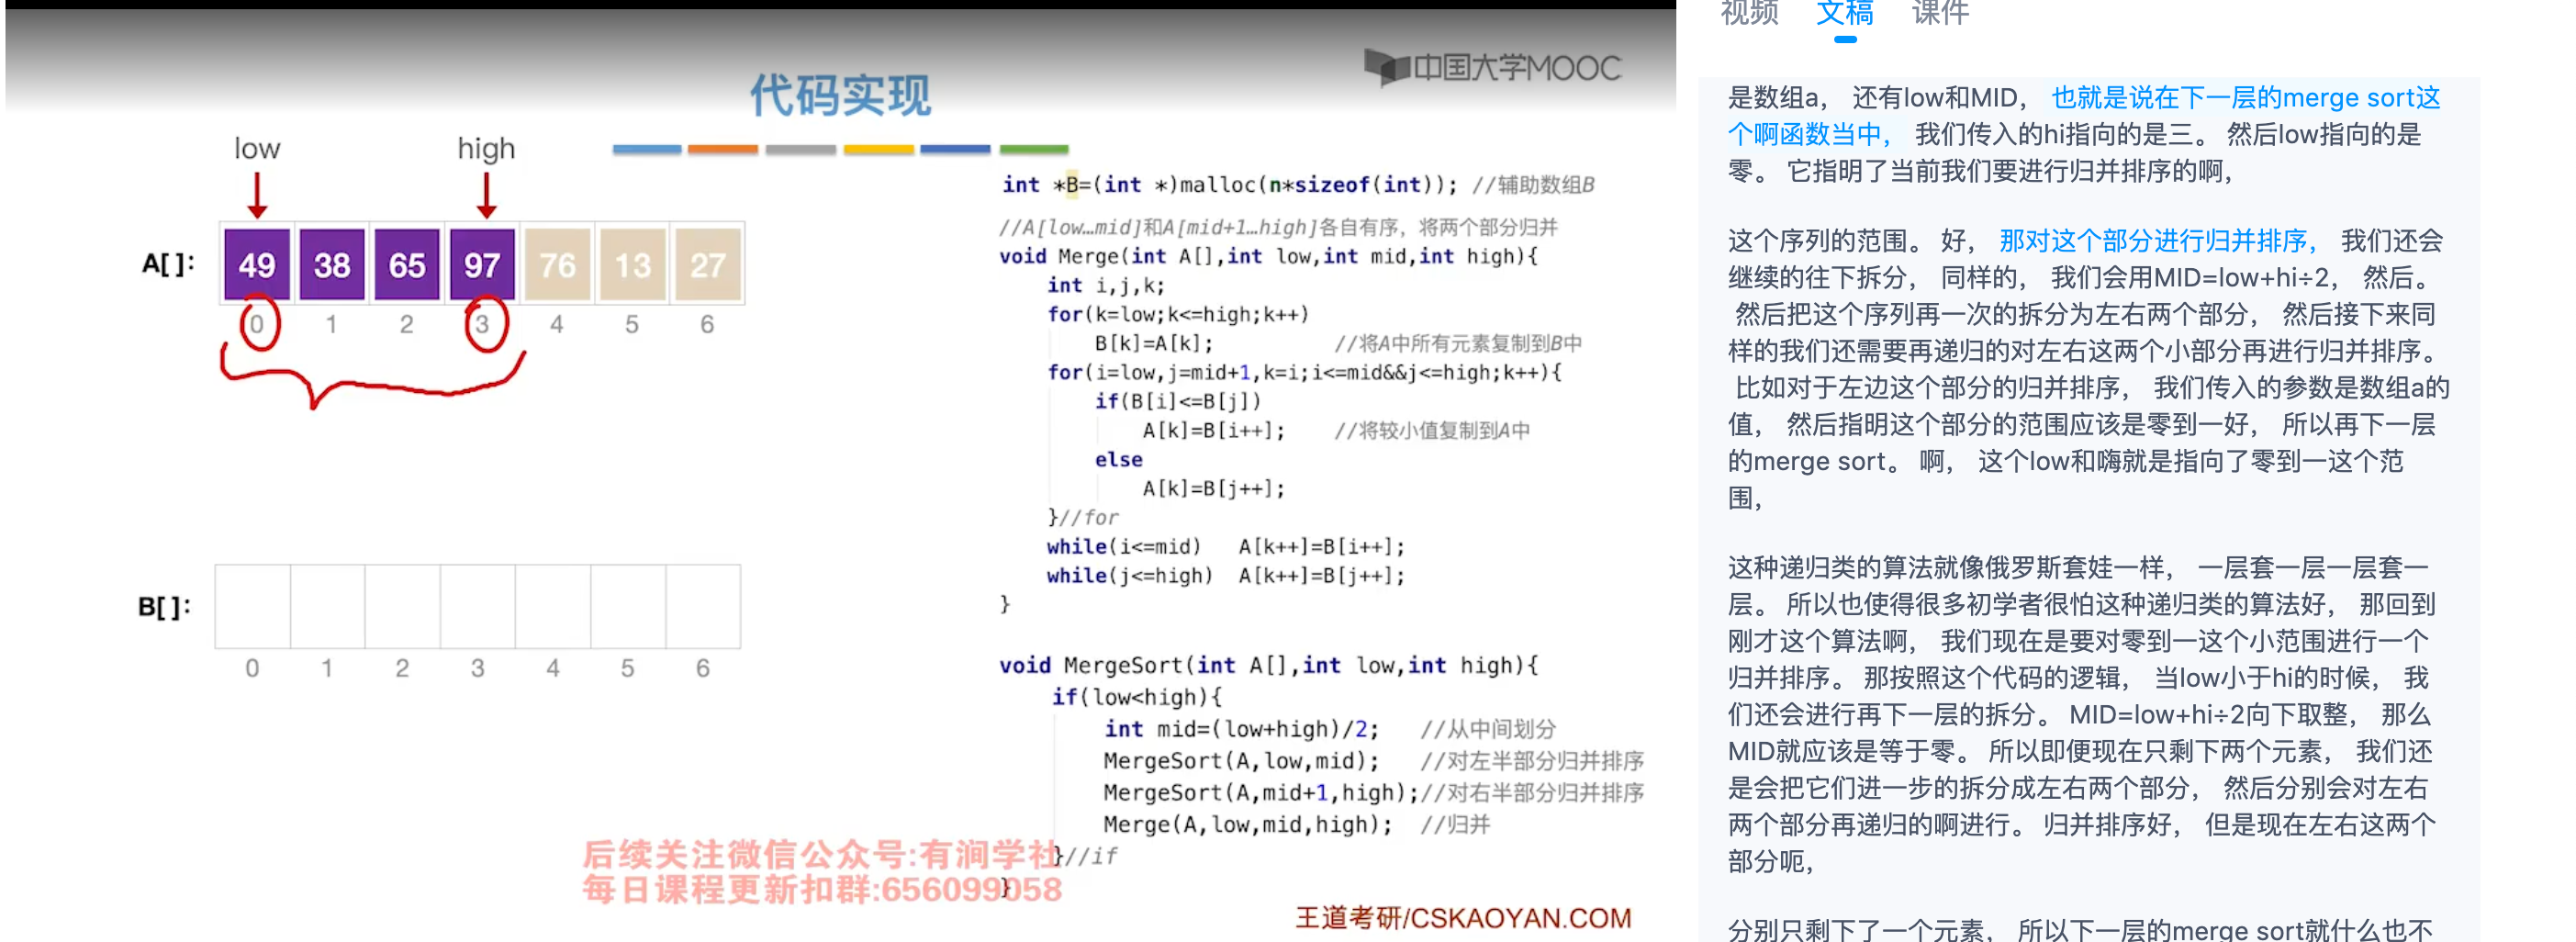 中国大学MOOC
代码实现
low
high
A[]:
49 38 65 97 76 13 27
0 1 2 3 4 5 6
B[]:
0 1 2 3 4 5 6
int *B=(int *)malloc(n*sizeof(int)); //辅助数组B
//A[low…mid]和A[mid+1…high]各自有序，将两个部分归并
void Merge(int A[],int low,int mid,int high){
int i,j,k;
for(k=low;k<=high;k++)
B[k]=A[k]; //将A中所有元素复制到B中
for(i=low,j=mid+1,k=i;i<=mid&&j<=high;k++){
if(B[i]<=B[j])
A[k]=B[i++]; //将较小值复制到A中
else
A[k]=B[j++];
}//for
while(i<=mid) A[k++]=B[i++];
while(j<=high) A[k++]=B[j++];
}
void MergeSort(int A[],int low,int high){
if(low<high){
int mid=(low+high)/2; //从中间划分
MergeSort(A,low,mid); //对左半部分归并排序
MergeSort(A,mid+1,high);//对右半部分归并排序
Merge(A,low,mid,high); //归并
}//if
}
后续关注微信公众号:有涧学社
每日课程更新扣群:656099058
王道考研/CSKAOYAN.COM
视频 文稿 课件
是数组a， 还有low和MID， 也就是说在下一层的merge sort这
个啊函数当中， 我们传入的hi指向的是三。 然后low指向的是
零。 它指明了当前我们要进行归并排序的啊，
这个序列的范围。 好， 那对这个部分进行归并排序， 我们还会
继续的往下拆分， 同样的， 我们会用MID=low+hi÷2， 然后。
然后把这个序列再一次的拆分为左右两个部分， 然后接下来同
样的我们还需要再递归的对左右这两个小部分再进行归并排序。
比如对于左边这个部分的归并排序， 我们传入的参数是数组a的
值， 然后指明这个部分的范围应该是零到一好， 所以再下一层
的merge sort。 啊， 这个low和嗨就是指向了零到一这个范
围，
这种递归类的算法就像俄罗斯套娃一样， 一层套一层一层套一
层。 所以也使得很多初学者很怕这种递归类的算法好， 那回到
刚才这个算法啊， 我们现在是要对零到一这个小范围进行一个
归并排序。 那按照这个代码的逻辑， 当low小于hi的时候， 我
们还会进行再下一层的拆分。 MID=low+hi÷2向下取整， 那么
MID就应该是等于零。 所以即便现在只剩下两个元素， 我们还
是会把它们进一步的拆分成左右两个部分， 然后分别会对左右
两个部分再递归的啊进行。 归并排序好， 但是现在左右这两个
部分呃，
分别只剩下了一个元素， 所以下一层的merge sort就什么也不